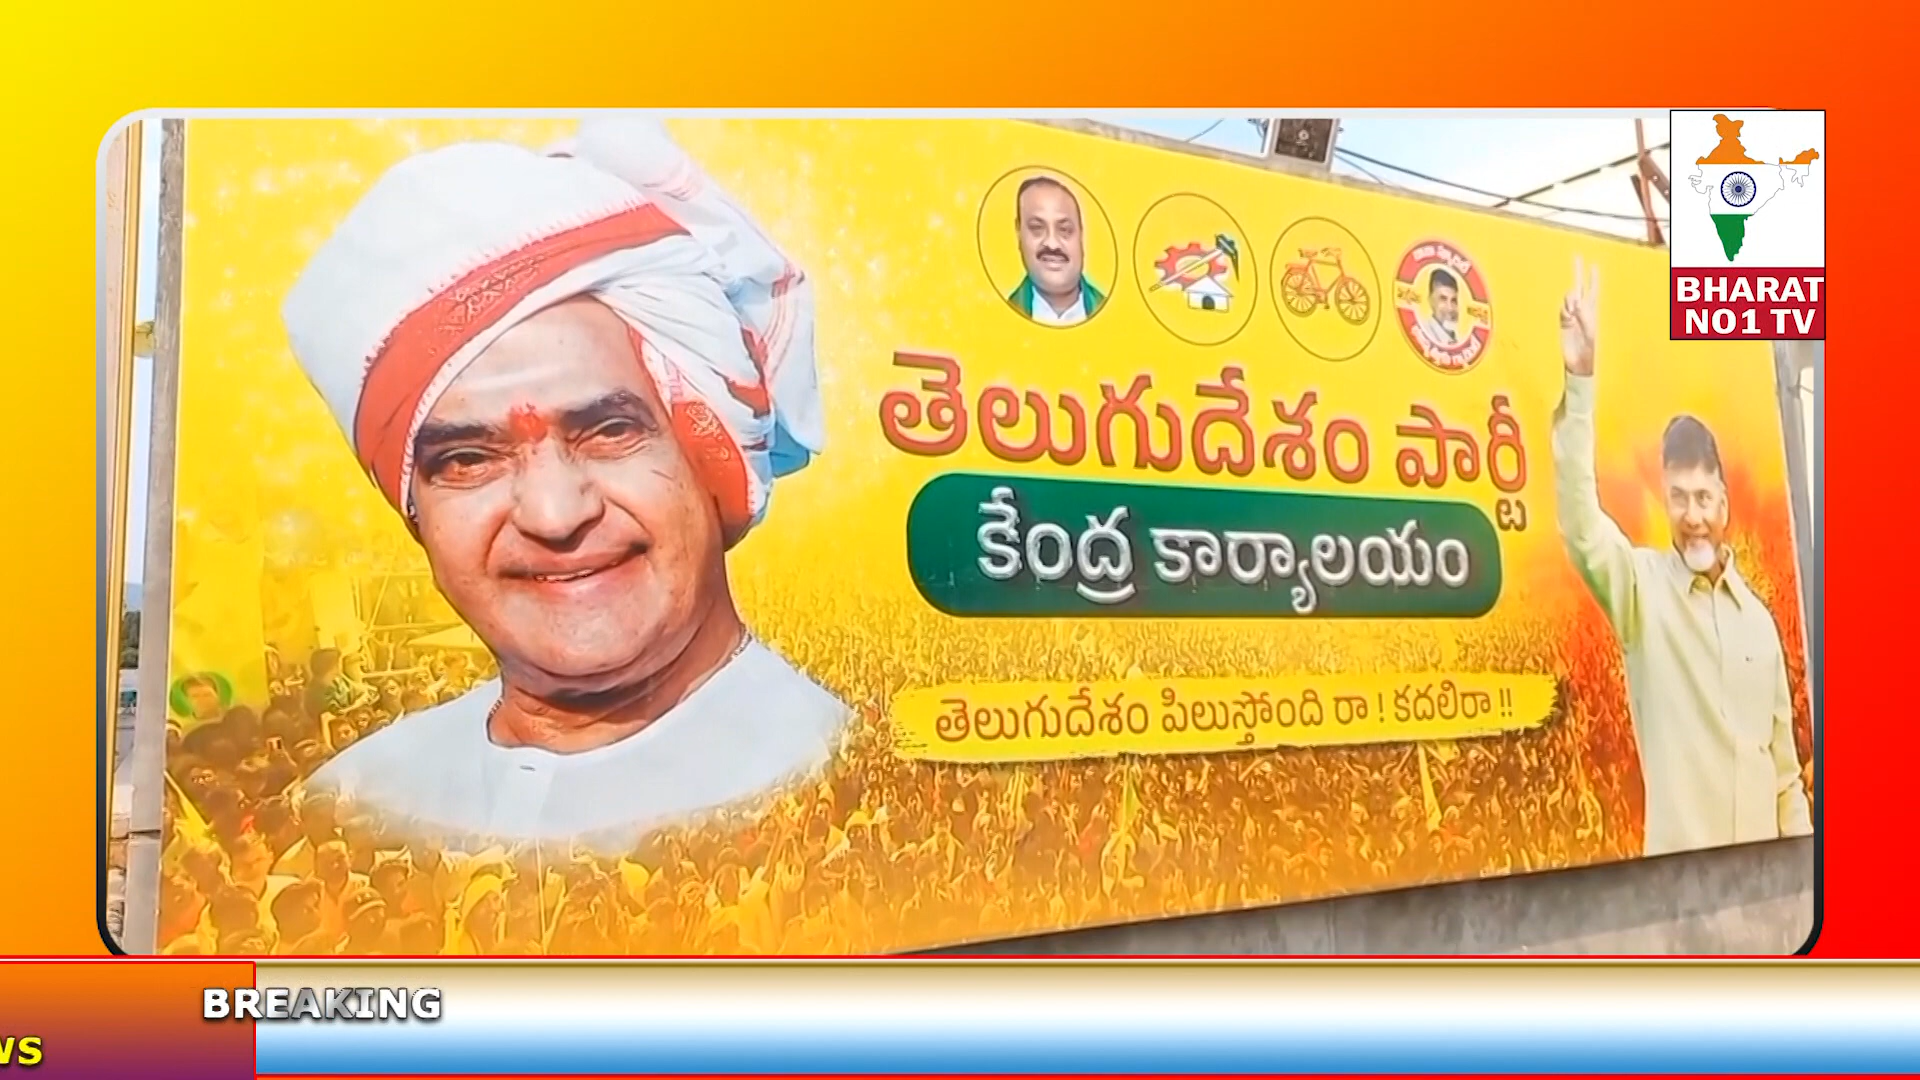 BHARAT
NO1 TV
తెలుగుదేశం పార్టీ
కేంద్ర కార్యాలయం
తెలుగుదేశం పిలుస్తోంది రా ! కదలిరా !!
BREAKING